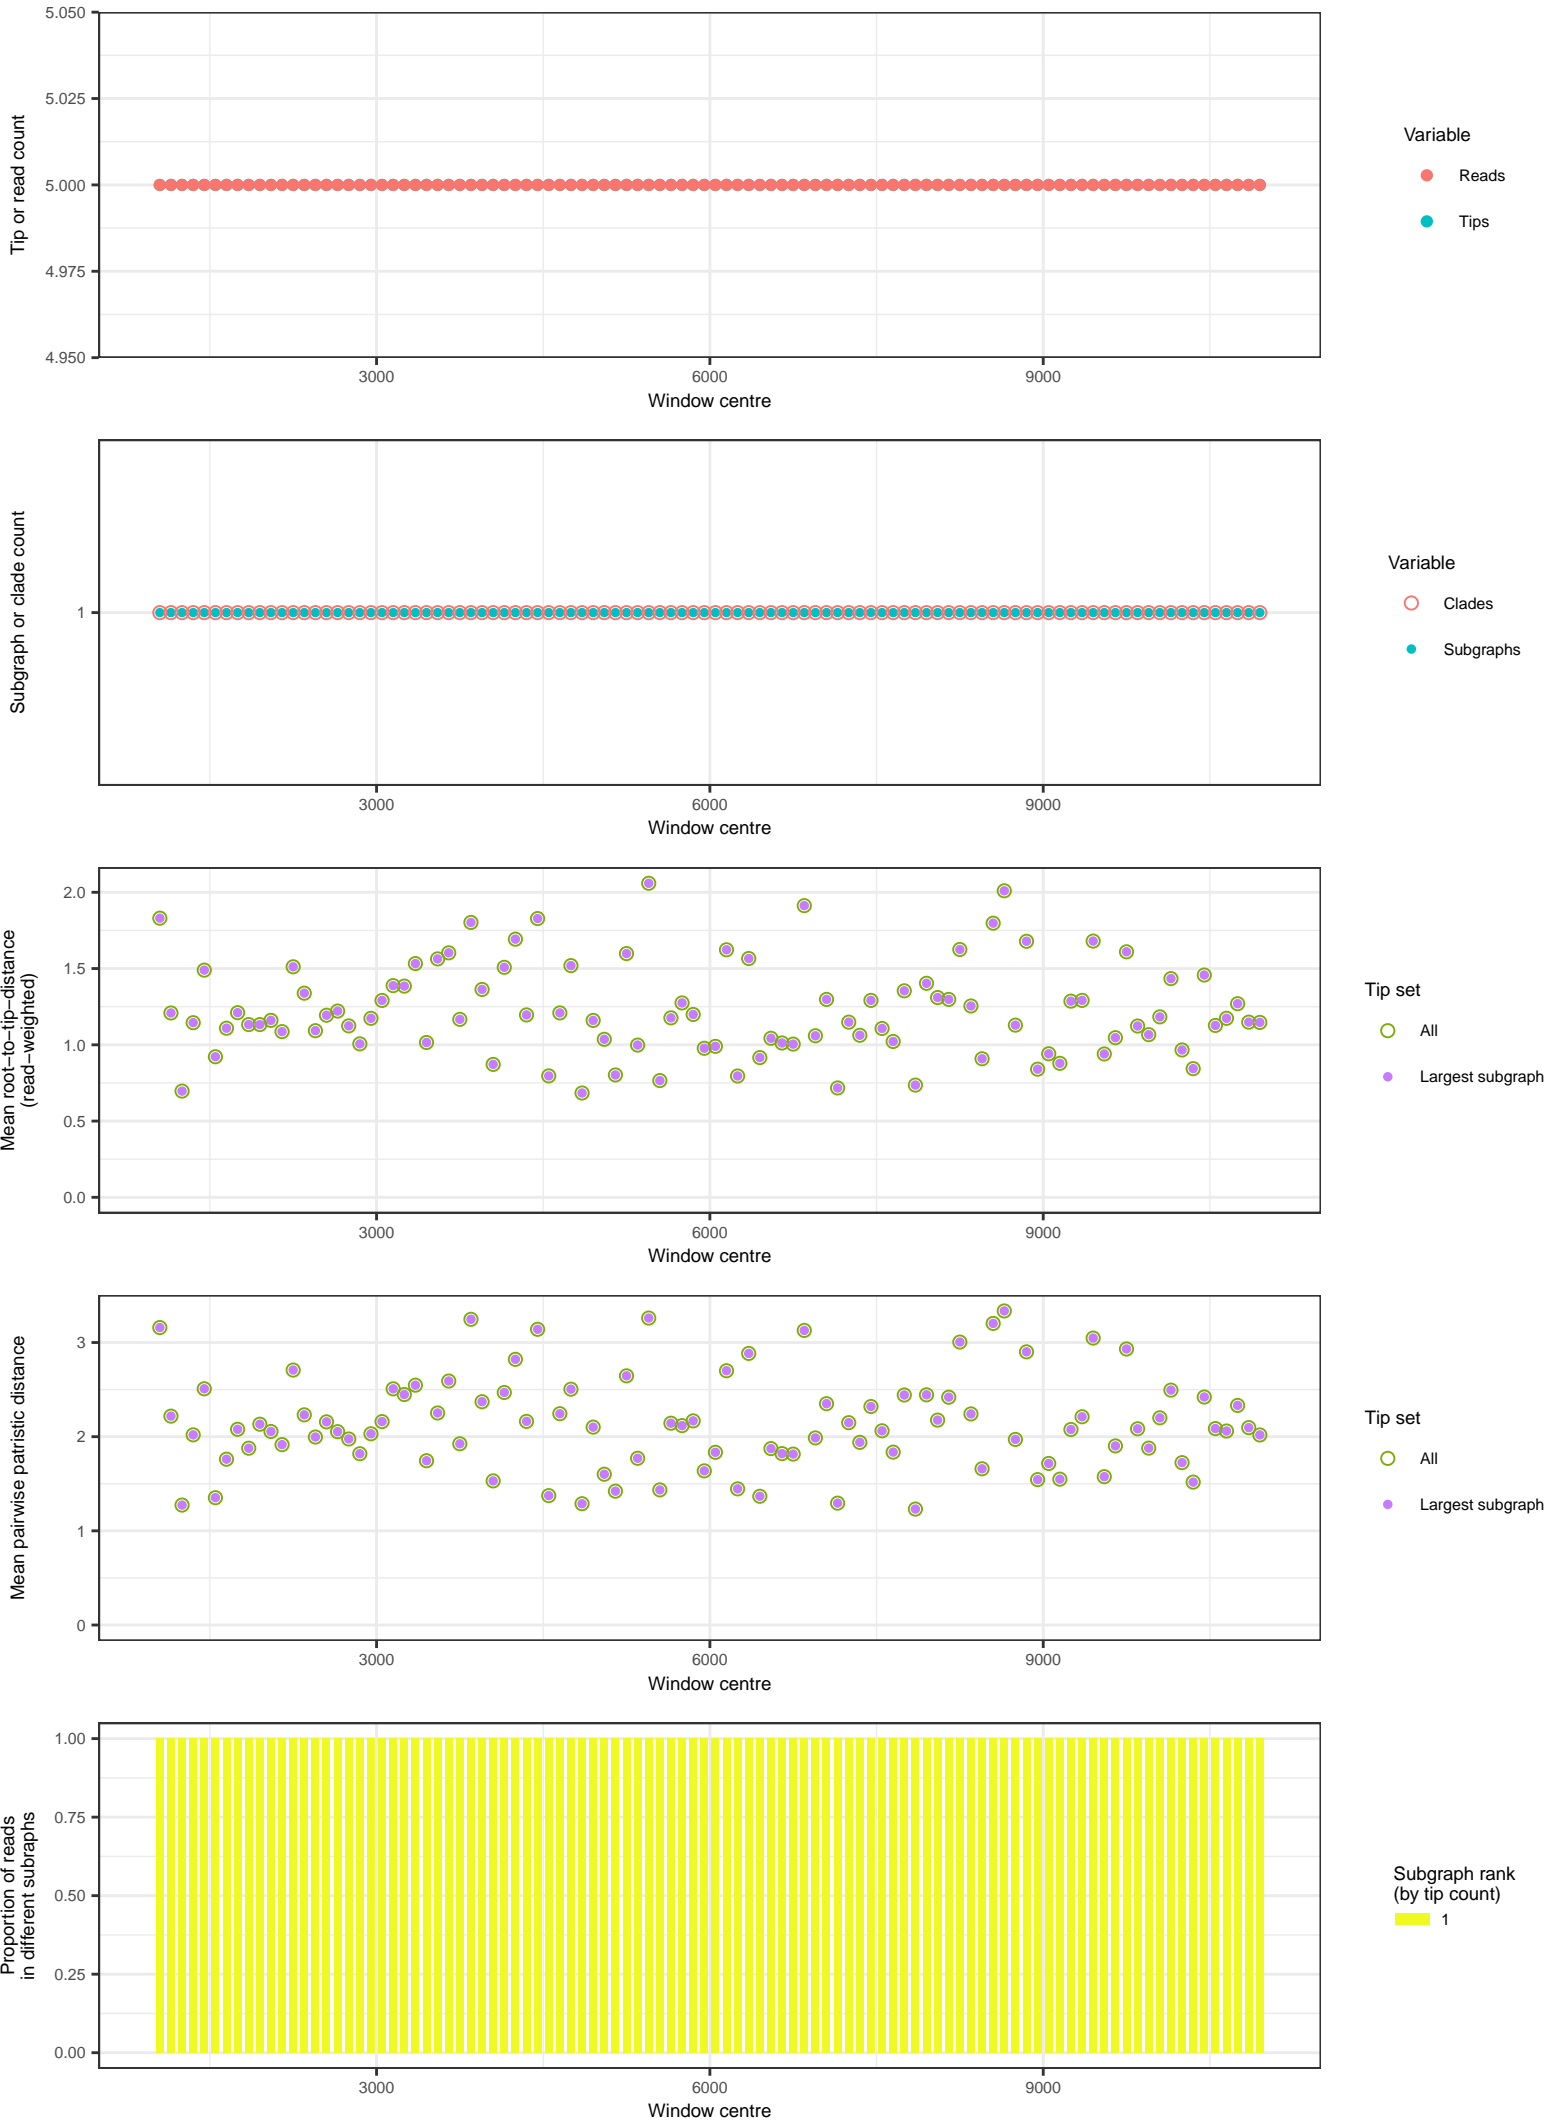 5.050
5.025
5.000
4.975
4.950
Tip or read count
3000
6000
9000
Window centre
Variable
Reads
Tips
1
Subgraph or clade count
3000
6000
9000
Window centre
Variable
Clades
Subgraphs
2.0
1.5
1.0
0.5
0.0
Mean root−to−tip−distance
(read−weighted)
3000
6000
9000
Window centre
Tip set
All
Largest subgraph
3
2
1
0
Mean pairwise patristic distance
3000
6000
9000
Window centre
Tip set
All
Largest subgraph
1.00
0.75
0.50
0.25
0.00
Proportion of reads
in different subraphs
3000
6000
9000
Window centre
Subgraph rank
(by tip count)
1